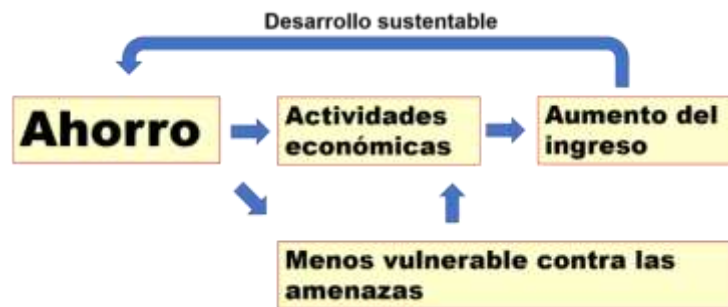 Desarrollo sustentable
Ahorro
Actividades
económicas
Aumento del
ingreso
Menos vulnerable contra las
amenazas